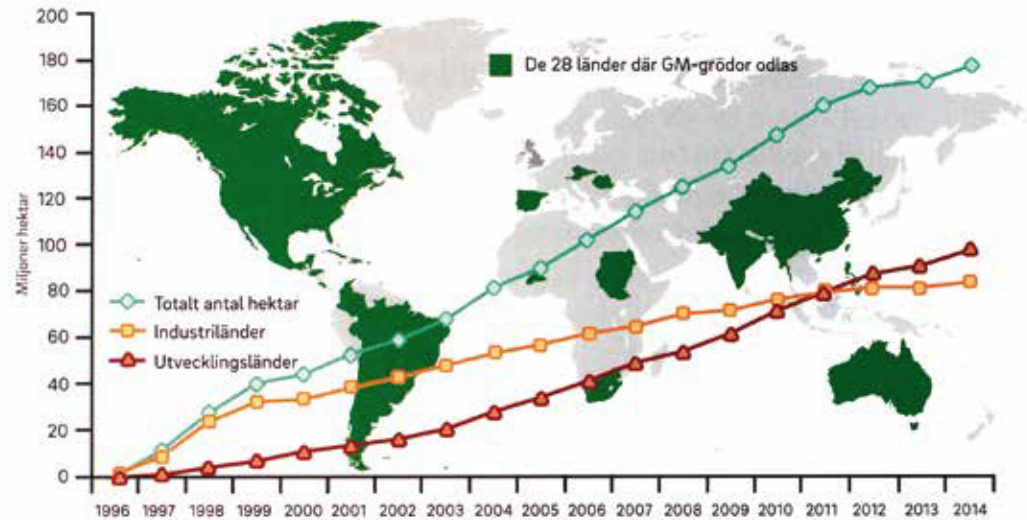 200
180
160
140
120
100
80
60
40
20
0
Miljoner hektar
De 28 länder där GM-grödor odlas
Totalt antal hektar
Industriländer
Utvecklingsländer
1996 1997 1998 1999 2000 2001 2002 2003 2004 2005 2006 2007 2008 2009 2010 2011 2012 2013 2014